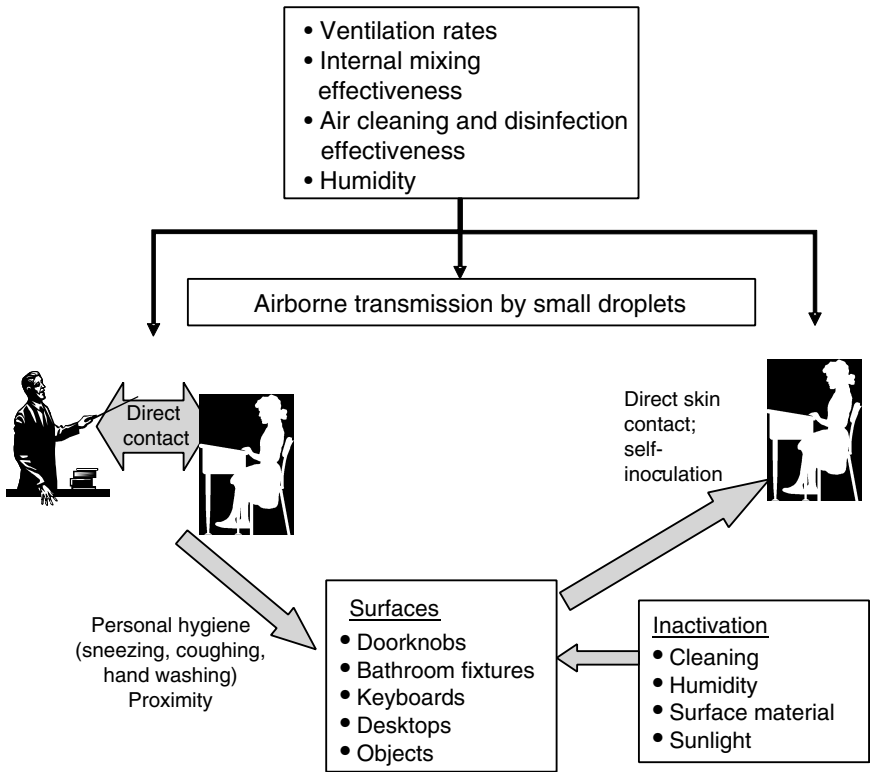 • Ventilation rates
• Internal mixing
effectiveness
• Air cleaning and disinfection
effectiveness
• Humidity
Airborne transmission by small droplets
Direct
contact
Direct skin
contact;
self-
inoculation
Personal hygiene
(sneezing, coughing,
hand washing)
Proximity
Surfaces
• Doorknobs
• Bathroom fixtures
• Keyboards
• Desktops
• Objects
Inactivation
• Cleaning
• Humidity
• Surface material
• Sunlight